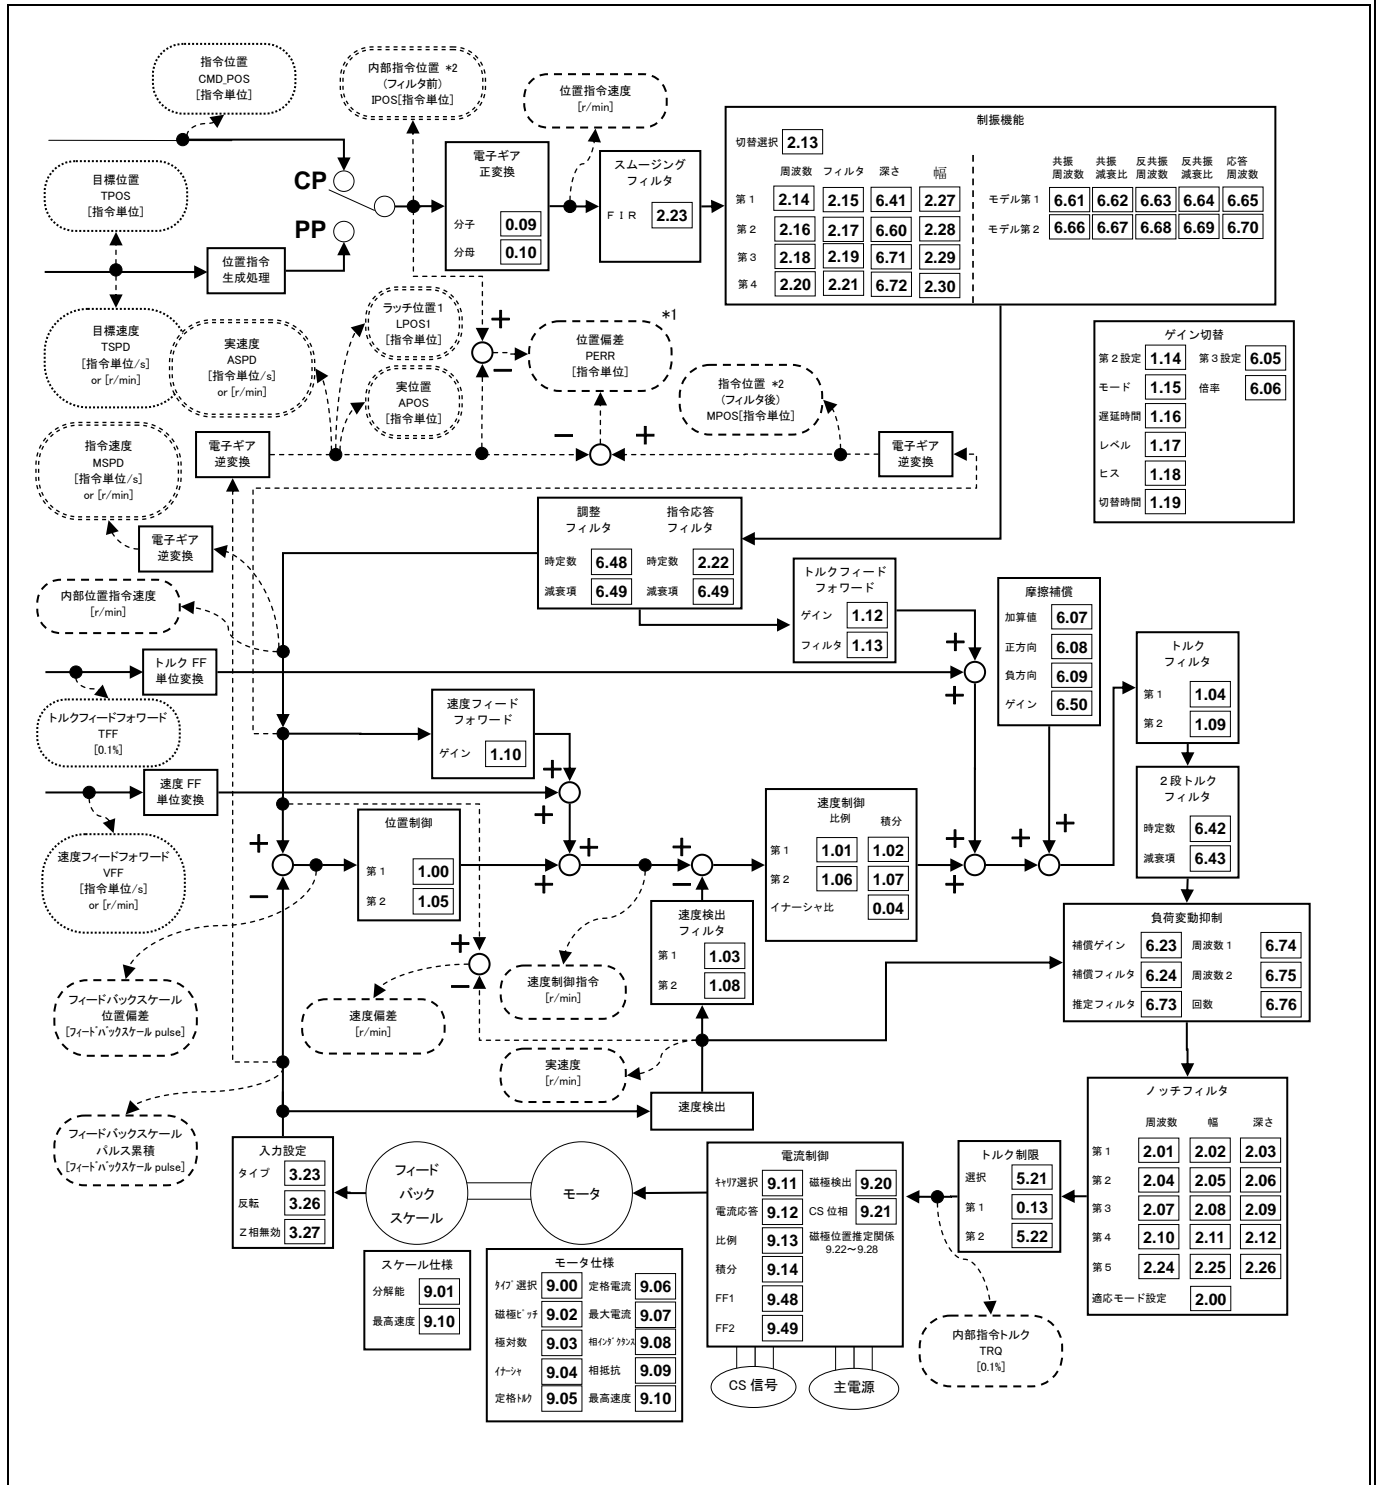 指令位置
CMD_POS
[指令単位]
内部指令位置 *2
(フィルタ前)
IPOS[指令単位]
位置指令速度
[r/min]
目標位置
TPOS
[指令単位]
CP
PP
位置指令
生成処理
電子ギア
正変換
分子 0.09
分母 0.10
スムージング
フィルタ
ＦＩＲ 2.23
制振機能
切替選択 2.13
周波数 フィルタ 深さ 幅
第１ 2.14 2.15 6.41 2.27
第２ 2.16 2.17 6.60 2.28
第３ 2.18 2.19 6.71 2.29
第４ 2.20 2.21 6.72 2.30
共振 共振 反共振 反共振 応答
周波数 減衰比 周波数 減衰比 周波数
モデル第１ 6.61 6.62 6.63 6.64 6.65
モデル第２ 6.66 6.67 6.68 6.69 6.70
目標速度
TSPD
[指令単位/s]
or [r/min]
実速度
ASPD
[指令単位/s]
or [r/min]
ラッチ位置1
LPOS1
[指令単位]
実位置
APOS
[指令単位]
+
−
*1
位置偏差
PERR
[指令単位]
指令位置 *2
(フィルタ後)
MPOS[指令単位]
−
+
ゲイン切替
第２設定 1.14 第３設定 6.05
モード 1.15 倍率 6.06
遅延時間 1.16
レベル 1.17
ヒス 1.18
切替時間 1.19
指令速度
MSPD
[指令単位/s]
or [r/min]
電子ギア
逆変換
電子ギア
逆変換
電子ギア
逆変換
調整
フィルタ
指令応答
フィルタ
時定数 6.48 時定数 2.22
減衰項 6.49 減衰項 6.49
内部位置指令速度
[r/min]
トルクフィード
フォワード
ゲイン 1.12
フィルタ 1.13
摩擦補償
加算値 6.07
正方向 6.08
負方向 6.09
ゲイン 6.50
トルク FF
単位変換
+
+
トルク
フィルタ
第１ 1.04
第２ 1.09
トルクフィードフォワード
TFF
[0.1%]
速度フィード
フォワード
ゲイン 1.10
速度 FF
単位変換
+
+
２段トルク
フィルタ
時定数 6.42
減衰項 6.43
速度フィードフォワード
VFF
[指令単位/s]
or [r/min]
+
−
位置制御
第１ 1.00
第２ 1.05
+
+
+
−
速度制御
比例 積分
第１ 1.01 1.02
第２ 1.06 1.07
イナーシャ比 0.04
+
+
+
+
速度検出
フィルタ
第１ 1.03
第２ 1.08
負荷変動抑制
補償ゲイン 6.23 周波数１ 6.74
補償フィルタ 6.24 周波数２ 6.75
推定フィルタ 6.73 回数 6.76
+
−
フィードバックスケール
位置偏差
[フィードバックスケール pulse]
速度偏差
[r/min]
速度制御指令
[r/min]
実速度
[r/min]
速度検出
フィードバックスケール
パルス累積
[フィードバックスケール pulse]
ノッチフィルタ
周波数 幅 深さ
第１ 2.01 2.02 2.03
第２ 2.04 2.05 2.06
第３ 2.07 2.08 2.09
第４ 2.10 2.11 2.12
第５ 2.24 2.25 2.26
適応モード設定 2.00
入力設定
タイプ 3.23
反転 3.26
Ｚ相無効 3.27
フィード
バック
スケール
モータ
電流制御
ｷｬﾘｱ選択 9.11 磁極検出 9.20
電流応答 9.12 CS 位相 9.21
比例 9.13 磁極位置推定関係
9.22～9.28
積分 9.14
FF1 9.48
FF2 9.49
トルク制限
選択 5.21
第１ 0.13
第２ 5.22
スケール仕様
分解能 9.01
最高速度 9.10
モータ仕様
ﾀｲﾌﾟ選択 9.00 定格電流 9.06
磁極ﾋﾟｯﾁ 9.02 最大電流 9.07
極対数 9.03 相ｲﾝﾀﾞｸﾀﾝｽ 9.08
ｲﾅｰｼｬ 9.04 相抵抗 9.09
定格ﾄﾙｸ 9.05 最高速度 9.10
CS 信号
主電源
内部指令トルク
TRQ
[0.1%]